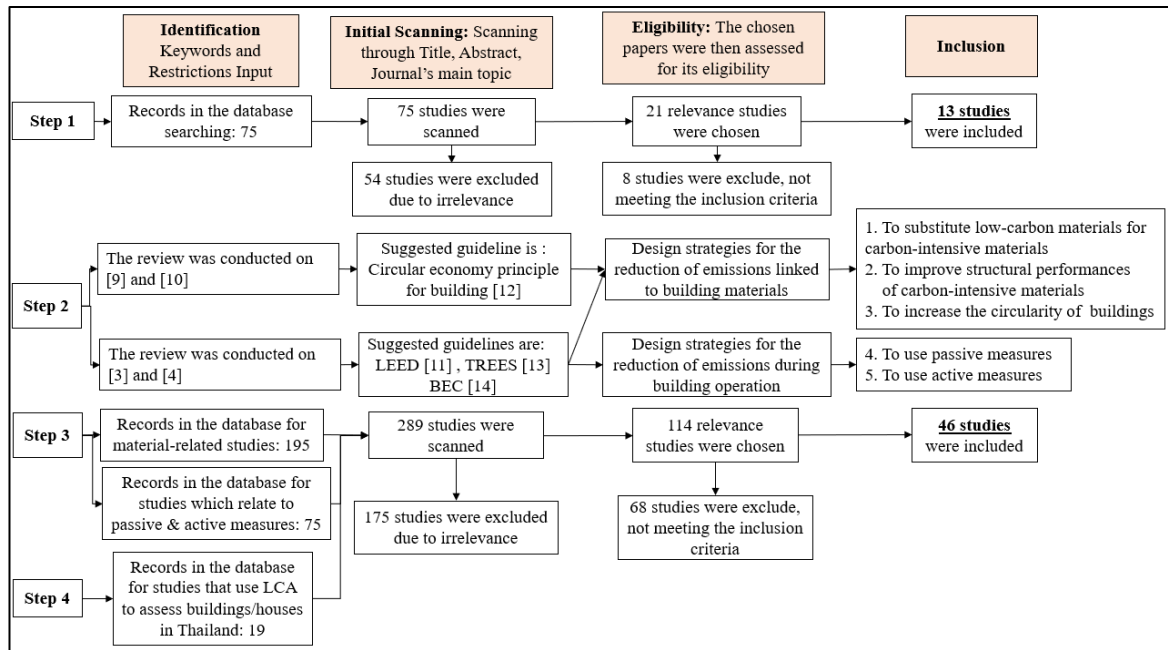 Identification
Keywords and
Restrictions Input
Initial Scanning: Scanning
through Title, Abstract,
Journal's main topic
Eligibility: The chosen
papers were then assessed
for its eligibility
Inclusion
Step 1
Records in the database
searching: 75
75 studies were
scanned
21 relevance studies
were chosen
13 studies
were included
54 studies were excluded
due to irrelevance
8 studies were exclude, not
meeting the inclusion criteria
Step 2
The review was conducted on
[9] and [10]
Suggested guideline is :
Circular economy principle
for building [12]
Design strategies for the
reduction of emissions linked
to building materials
1. To substitute low-carbon materials for
carbon-intensive materials
2. To improve structural performances
of carbon-intensive materials
3. To increase the circularity of buildings
The review was conducted on
[3] and [4]
Suggested guidelines are:
LEED [11] , TREES [13]
BEC [14]
Design strategies for the
reduction of emissions during
building operation
4. To use passive measures
5. To use active measures
Step 3
Records in the database for
material-related studies: 195
289 studies were
scanned
114 relevance
studies were chosen
46 studies
were included
Records in the database for
studies which relate to
passive & active measures: 75
175 studies were excluded
due to irrelevance
68 studies were exclude,
not meeting the inclusion
criteria
Step 4
Records in the database
for studies that use LCA
to assess buildings/houses
in Thailand: 19